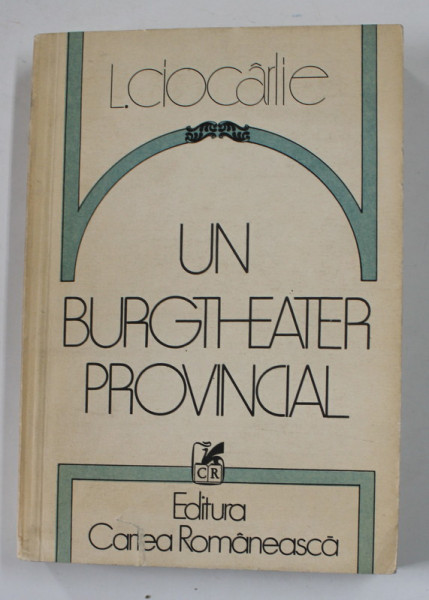 L.ciocârlie
UN
BURGTHEATER
PROVINCIAL
CR
Editura
Cartea Românească